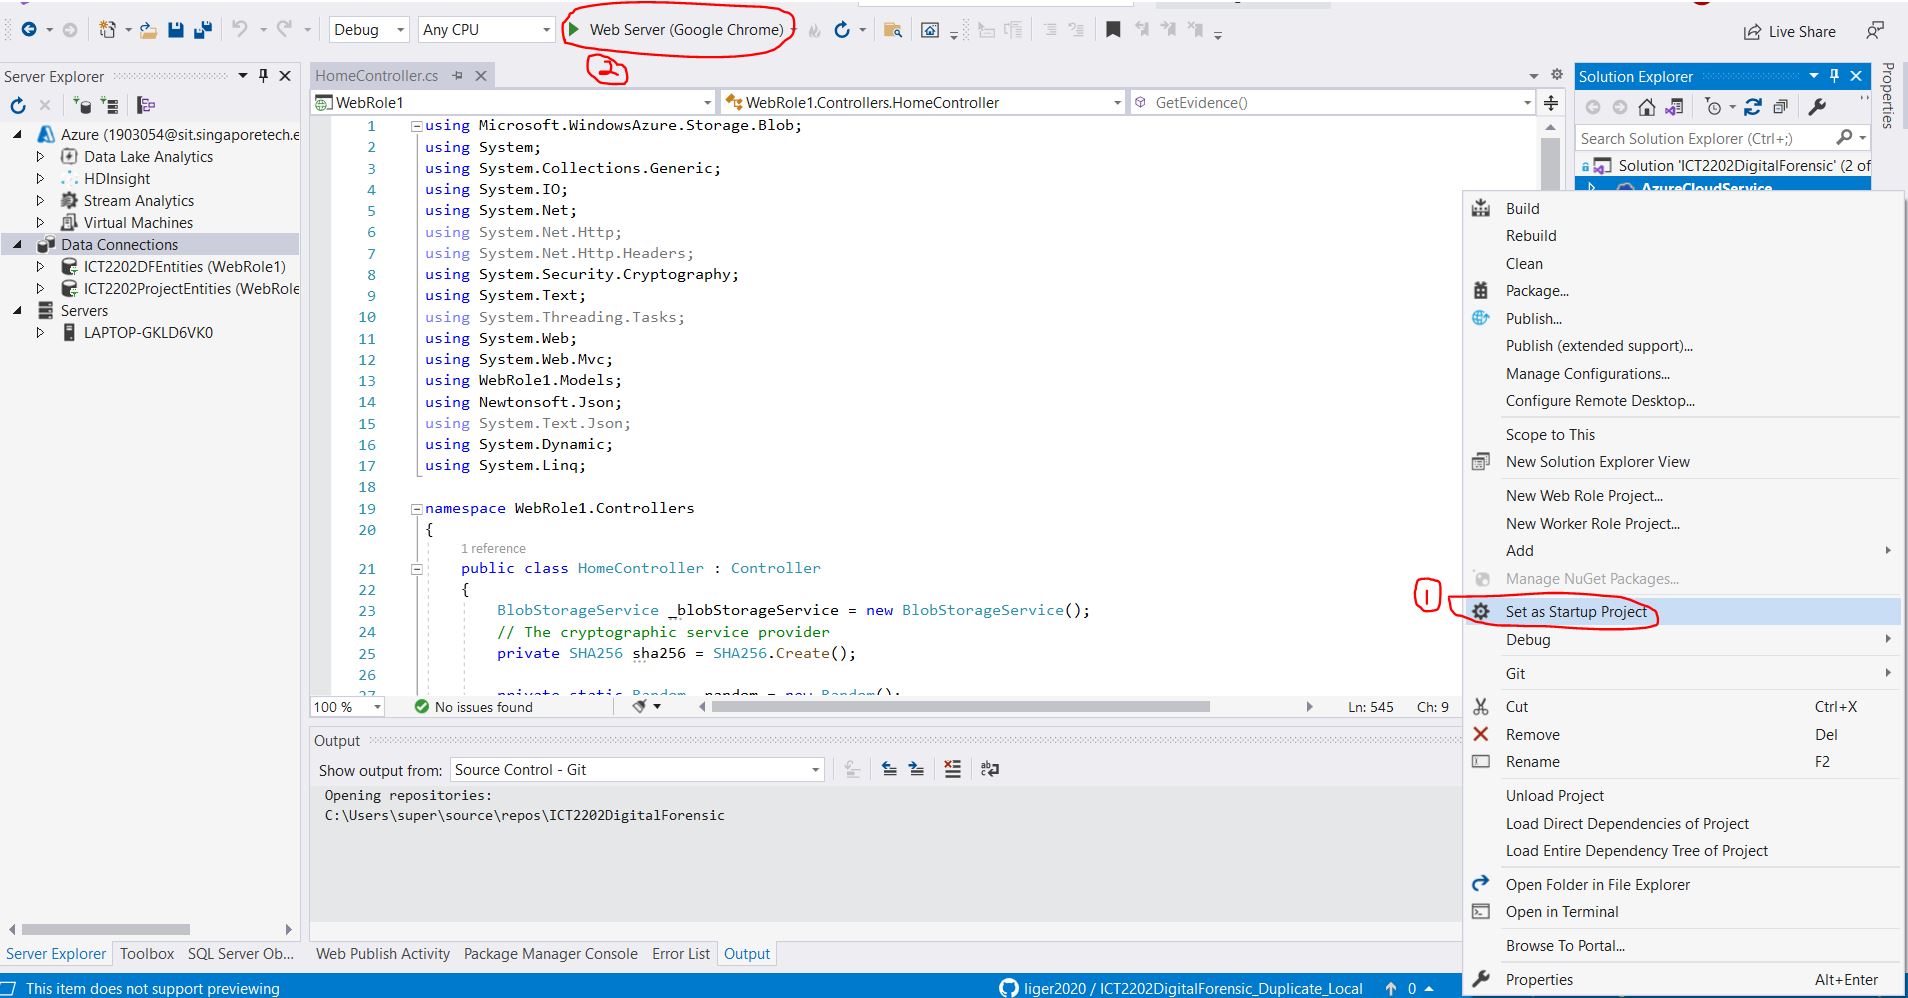 Debug
Any CPU
Web Server (Google Chrome)
Live Share
2
Server Explorer
Azure (1903054@sit.singaporetech.e
Data Lake Analytics
HDInsight
Stream Analytics
Virtual Machines
Data Connections
ICT2202DFEntities (WebRole1)
ICT2202ProjectEntities (WebRole
Servers
LAPTOP-GKLD6VK0
HomeController.cs
WebRole1
WebRole1.Controllers.HomeController
GetEvidence()
1 using Microsoft.WindowsAzure.Storage.Blob;
2 using System;
3 using System.Collections.Generic;
4 using System.IO;
5 using System.Net;
6 using System.Net.Http;
7 using System.Net.Http.Headers;
8 using System.Security.Cryptography;
9 using System.Text;
10 using System.Threading.Tasks;
11 using System.Web;
12 using System.Web.Mvc;
13 using WebRole1.Models;
14 using Newtonsoft.Json;
15 using System.Text.Json;
16 using System.Dynamic;
17 using System.Linq;
18
19 namespace WebRole1.Controllers
20 {
1 reference
21 public class HomeController : Controller
22 {
23 BlobStorageService _blobStorageService = new BlobStorageService();
24 // The cryptographic service provider
25 private SHA256 sha256 = SHA256.Create();
26
27 private static Random random = new Random();
100 %
No issues found
Ln: 545 Ch: 9
Output
Show output from: Source Control - Git
Opening repositories:
C:\Users\super\source\repos\ICT2202DigitalForensic
Solution Explorer
Properties
Search Solution Explorer (Ctrl+;)
Solution 'ICT2202DigitalForensic' (2 of
AzureCloudService
Build
Rebuild
Clean
Package...
Publish...
Publish (extended support)...
Manage Configurations...
Configure Remote Desktop...
Scope to This
New Solution Explorer View
New Web Role Project...
New Worker Role Project...
Add
Manage NuGet Packages...
1
Set as Startup Project
Debug
Git
Cut Ctrl+X
Remove Del
Rename F2
Unload Project
Load Direct Dependencies of Project
Load Entire Dependency Tree of Project
Open Folder in File Explorer
Open in Terminal
Browse To Portal...
Properties Alt+Enter
Server Explorer Toolbox SQL Server Ob...
Web Publish Activity Package Manager Console Error List Output
This item does not support previewing
liger2020 / ICT2202DigitalForensic_Duplicate_Local 0